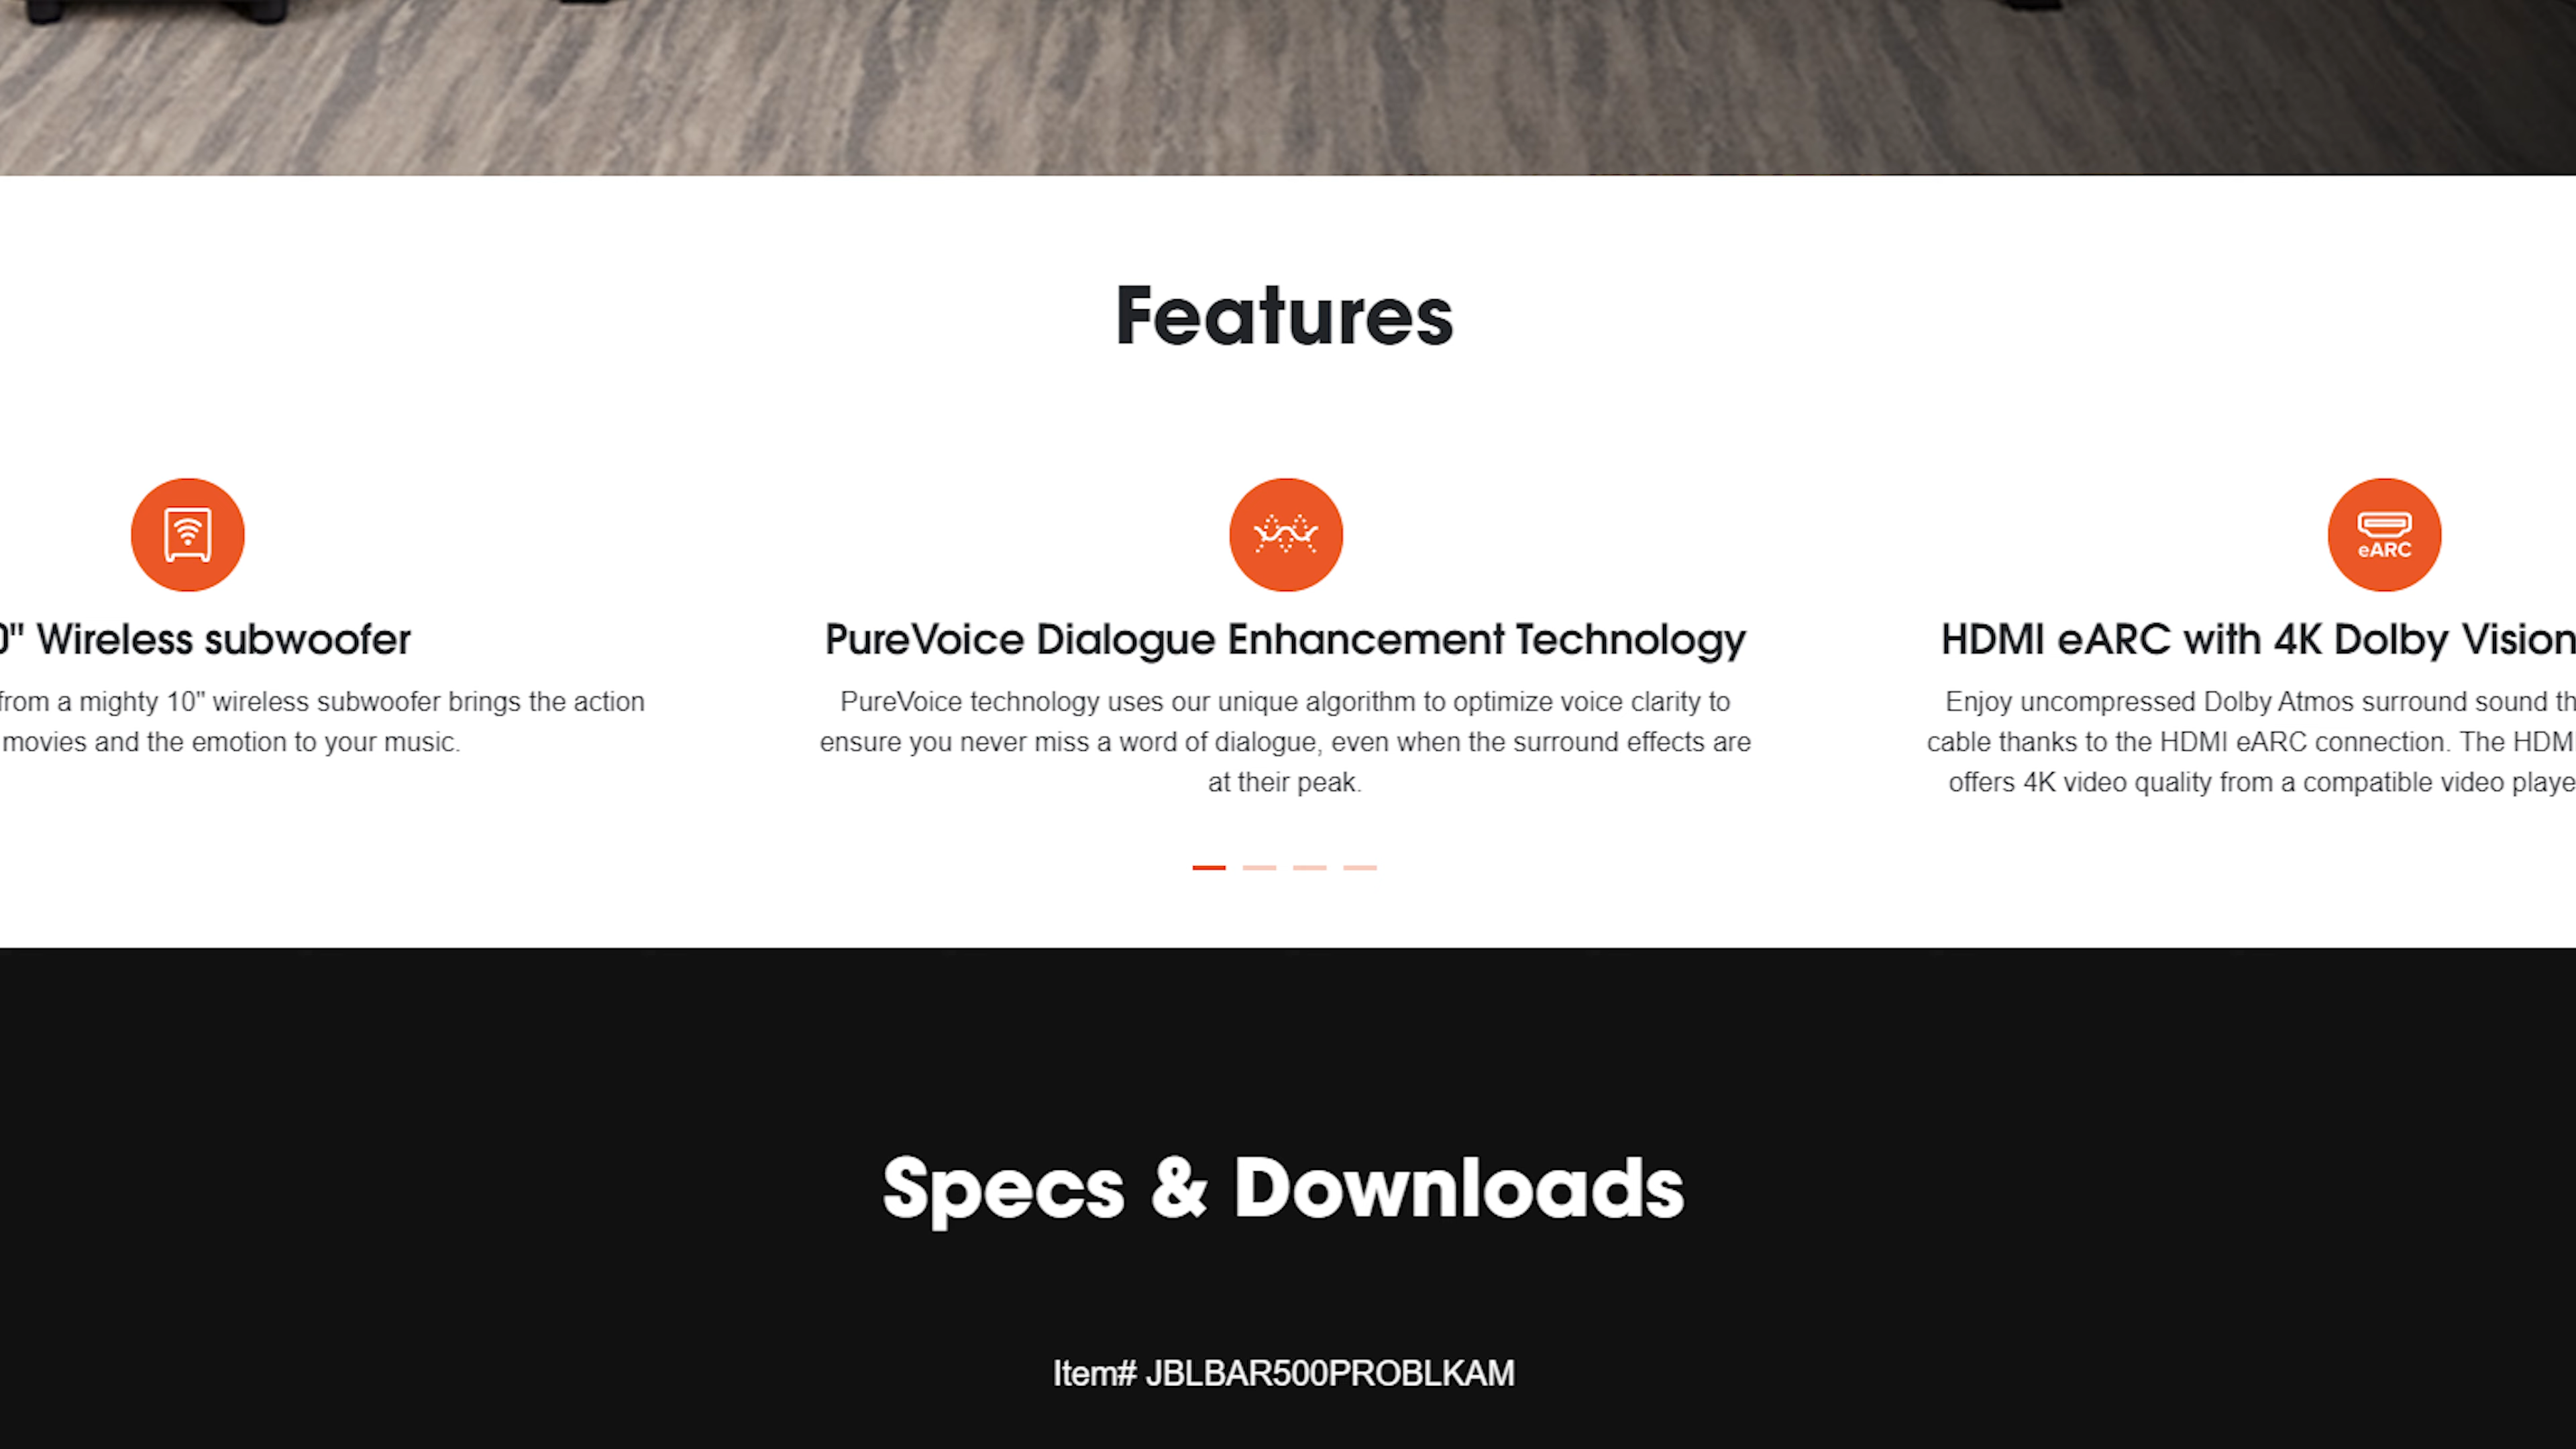 Features
eARC
" Wireless subwoofer
from a mighty 10" wireless subwoofer brings the action
movies and the emotion to your music.
PureVoice Dialogue Enhancement Technology
PureVoice technology uses our unique algorithm to optimize voice clarity to
ensure you never miss a word of dialogue, even when the surround effects are
at their peak.
HDMI eARC with 4K Dolby Vision
Enjoy uncompressed Dolby Atmos surround sound th
cable thanks to the HDMI eARC connection. The HDM
offers 4K video quality from a compatible video playe
Specs & Downloads
Item# JBLBAR500PROBLKAM